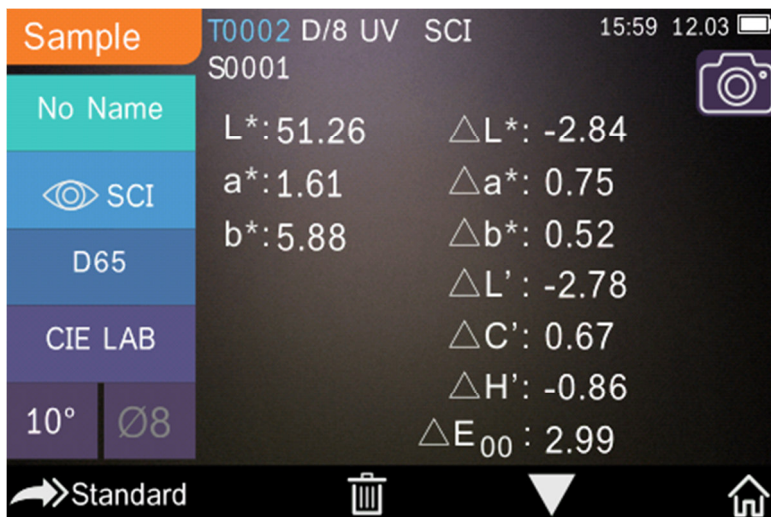 Sample
T0002 D/8 UV SCI
15:59 12.03
S0001
No Name
SCI
D65
CIE LAB
10°
Ø8
L*:51.26
a*:1.61
b*:5.88
△L*: -2.84
△a*: 0.75
△b*: 0.52
△L’ : -2.78
△C’: 0.67
△H’: -0.86
△E00 : 2.99
Standard